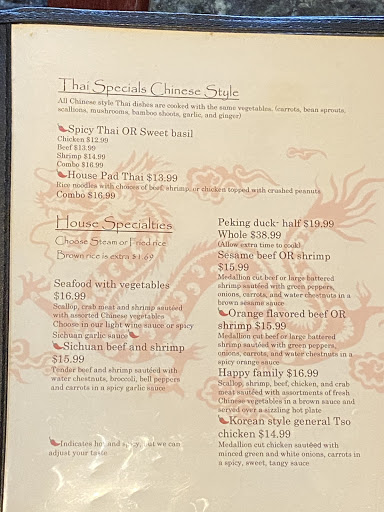 Thai Specials Chinese Style
All Chinese style Thai dishes are cooked with the same vegetables, (carrots, bean sprouts,
scallions, mushrooms, bamboo shoots, garlic, and ginger)
Spicy Thai OR Sweet basil
Chicken $12.99
Beef $13.99
Shrimp $14.99
Combo $16.99
House Pad Thai $13.99
Rice noodles with choices of beef, shrimp, or chicken topped with crushed peanuts
Combo $16.99
House Specialties
Choose Steam or Fried rice
Brown rice is extra $1.69
Seafood with vegetables
$16.99
Scallop, crab meat and shrimp sautéed
with assorted Chinese vegetables
Choose in our light wine sauce or spicy
Sichuan garlic sauce
Sichuan beef and shrimp
$15.99
Tender beef and shrimp sautéed with
water chestnuts, broccoli, bell peppers
and carrots in a spicy garlic sauce
Indicates hot and spicy, but we can
adjust your taste
Peking duck- half $19.99
Whole $38.99
(Allow extra time to cook)
Sesame beef OR shrimp
$15.99
Medallion cut beef or large battered
shrimp sautéed with green peppers,
onions, carrots, and water chestnuts in a
brown sesame sauce
Orange flavored beef OR
shrimp $15.99
Medallion cut beef or large battered
shrimp sautéed with green peppers,
onions, carrots, and water chestnuts in a
spicy orange sauce
Happy family $16.99
Scallop, shrimp, beef, chicken, and crab
meat sautéed with assortments of fresh
Chinese vegetables in a brown sauce and
served over a sizzling hot plate
Korean style general Tso
chicken $14.99
Medallion cut chicken sautéed with
minced green and white onions, carrots in
a spicy, sweet, tangy sauce